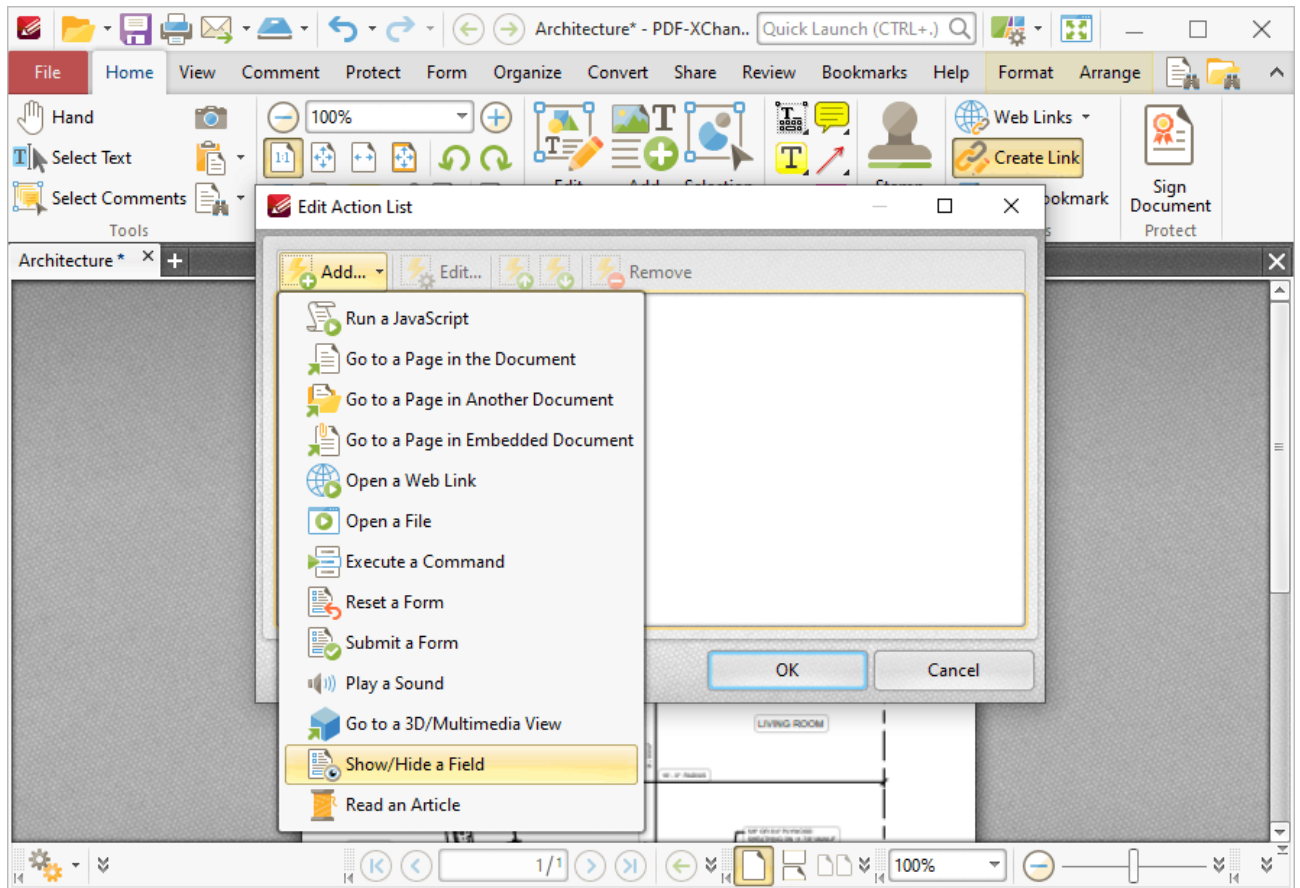 Architecture* - PDF-XChan.. Quick Launch (CTRL+.)
File Home View Comment Protect Form Organize Convert Share Review Bookmarks Help Format Arrange
Hand 100% Web Links
1:1
Select Text Create Link
Select Comments
Sign
Document
Tools Protect
Edit Action List
Architecture *
Add... Edit... Remove
Run a JavaScript
Go to a Page in the Document
Go to a Page in Another Document
Go to a Page in Embedded Document
Open a Web Link
Open a File
Execute a Command
Reset a Form
Submit a Form
Play a Sound
Go to a 3D/Multimedia View
Show/Hide a Field
Read an Article
OK Cancel
LIVING ROOM
1/1 100%